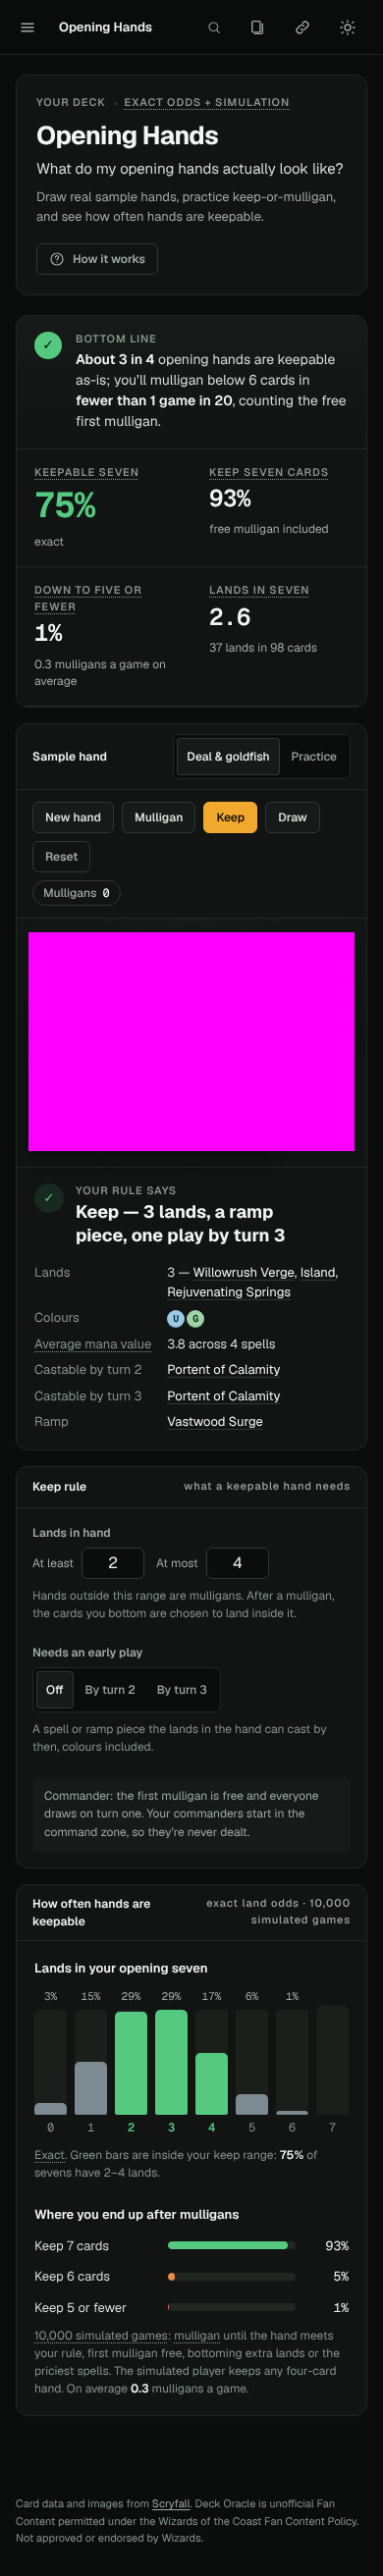 Opening Hands
YOUR DECK • EXACT ODDS + SIMULATION
Opening Hands
What do my opening hands actually look like?
Draw real sample hands, practice keep-or-mulligan,
and see how often hands are keepable.
How it works
BOTTOM LINE
About 3 in 4 opening hands are keepable
as-is; you'll mulligan below 6 cards in
fewer than 1 game in 20, counting the free
first mulligan.
KEEPABLE SEVEN
75%
exact
KEEP SEVEN CARDS
93%
free mulligan included
DOWN TO FIVE OR
FEWER
1%
0.3 mulligans a game on
average
LANDS IN SEVEN
2.6
37 lands in 98 cards
Sample hand
Deal & goldfish Practice
New hand Mulligan Keep Draw
Reset
Mulligans 0
YOUR RULE SAYS
Keep — 3 lands, a ramp
piece, one play by turn 3
Lands 3 — Willowrush Verge, Island,
Rejuvenating Springs
Colours U G
Average mana value 3.8 across 4 spells
Castable by turn 2 Portent of Calamity
Castable by turn 3 Portent of Calamity
Ramp Vastwood Surge
Keep rule what a keepable hand needs
Lands in hand
At least 2 At most 4
Hands outside this range are mulligans. After a mulligan,
the cards you bottom are chosen to land inside it.
Needs an early play
Off By turn 2 By turn 3
A spell or ramp piece the lands in the hand can cast by
then, colours included.
Commander: the first mulligan is free and everyone
draws on turn one. Your commanders start in the
command zone, so they're never dealt.
How often hands are
keepable
exact land odds · 10,000
simulated games
Lands in your opening seven
3% 15% 29% 29% 17% 6% 1%
0 1 2 3 4 5 6 7
Exact. Green bars are inside your keep range: 75% of
sevens have 2–4 lands.
Where you end up after mulligans
Keep 7 cards 93%
Keep 6 cards 5%
Keep 5 or fewer 1%
10,000 simulated games: mulligan until the hand meets
your rule, first mulligan free, bottoming extra lands or the
priciest spells. The simulated player keeps any four-card
hand. On average 0.3 mulligans a game.
Card data and images from Scryfall. Deck Oracle is unofficial Fan
Content permitted under the Wizards of the Coast Fan Content Policy.
Not approved or endorsed by Wizards.